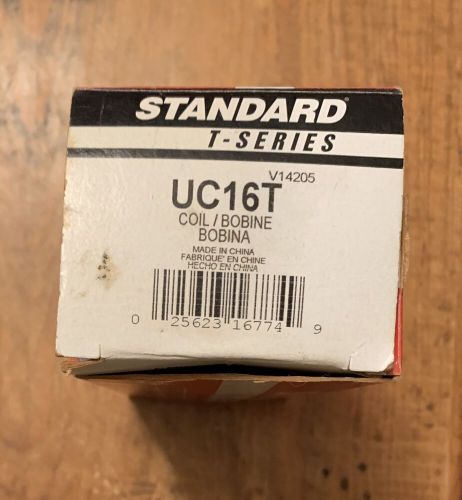 STANDARD®
T-SERIES
V14205
UC16T
COIL / BOBINE
BOBINA
MADE IN CHINA
FABRIQUE' EN CHINE
HECHO EN CHINA
0 25623 16774 9